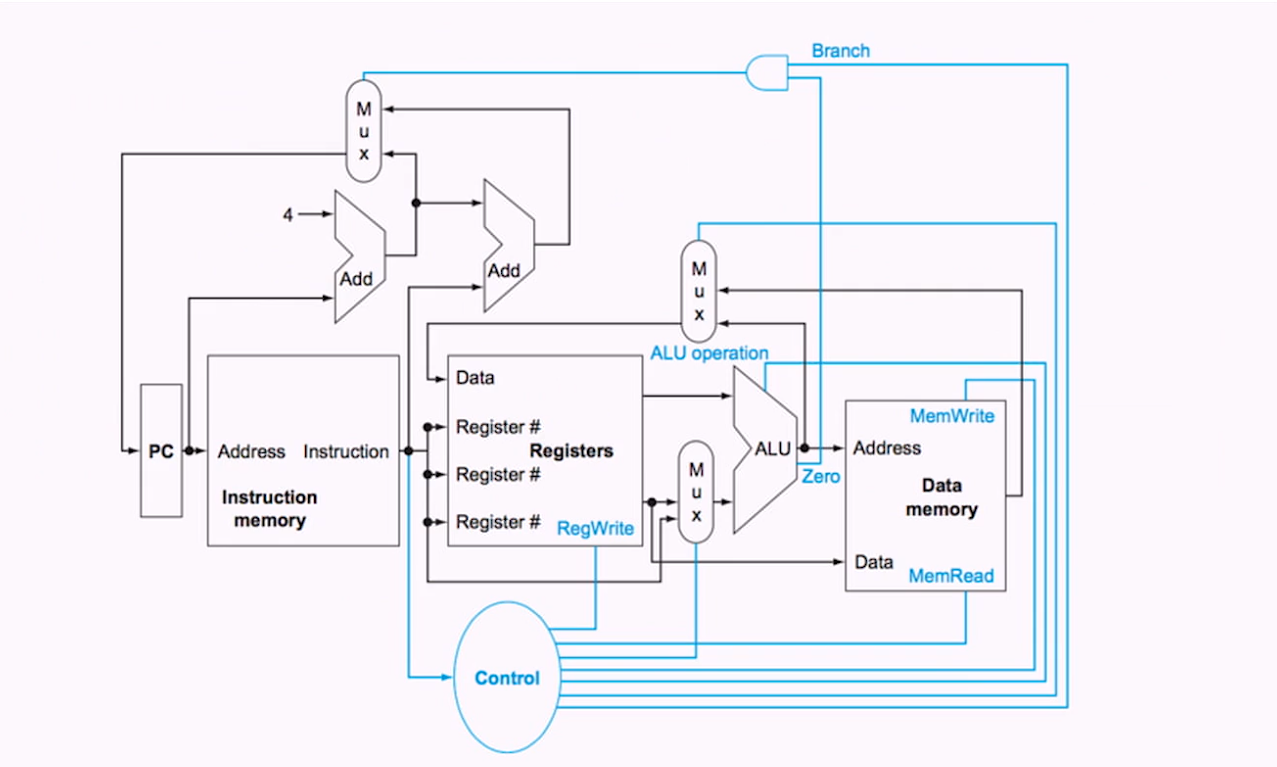 Branch
M
u
x
4
Add
Add
M
u
x
ALU operation
Data
Register #
Registers
Register #
Register #
RegWrite
PC
Address
Instruction
Instruction
memory
M
u
x
ALU
Zero
MemWrite
Address
Data
memory
Data
MemRead
Control